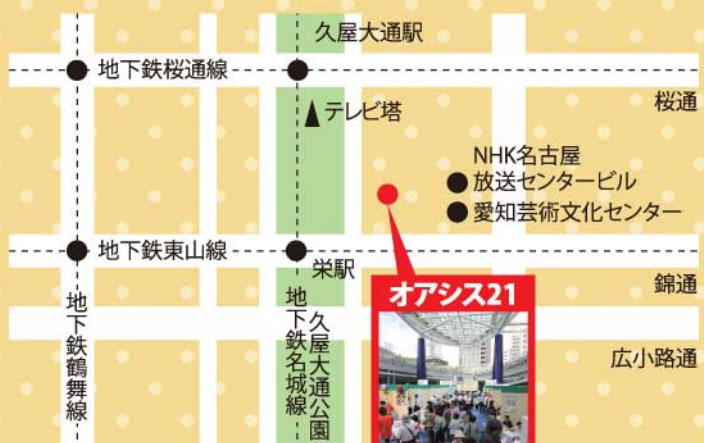 久屋大通駅
地下鉄桜通線
桜通
テレビ塔
NHK名古屋
放送センタービル
愛知芸術文化センター
地下鉄東山線
栄駅
錦通
オアシス21
広小路通
地下鉄鶴舞線
地下鉄名城線
久屋大通公園